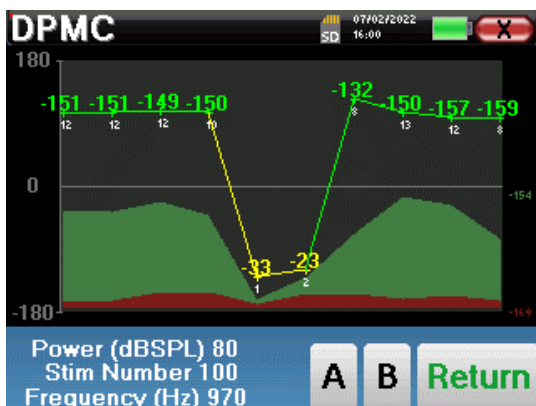 DPMC
SD
07/02/2022
16:00
X
180
-151 -151 -149 -150 -132 -150 -157 -159
12 12 12 10 8 13 12 8
0
-154
-33 -23
1 2
-180
-169
Power (dBSPL) 80
Stim Number 100
Frequency (Hz) 970
A B Return